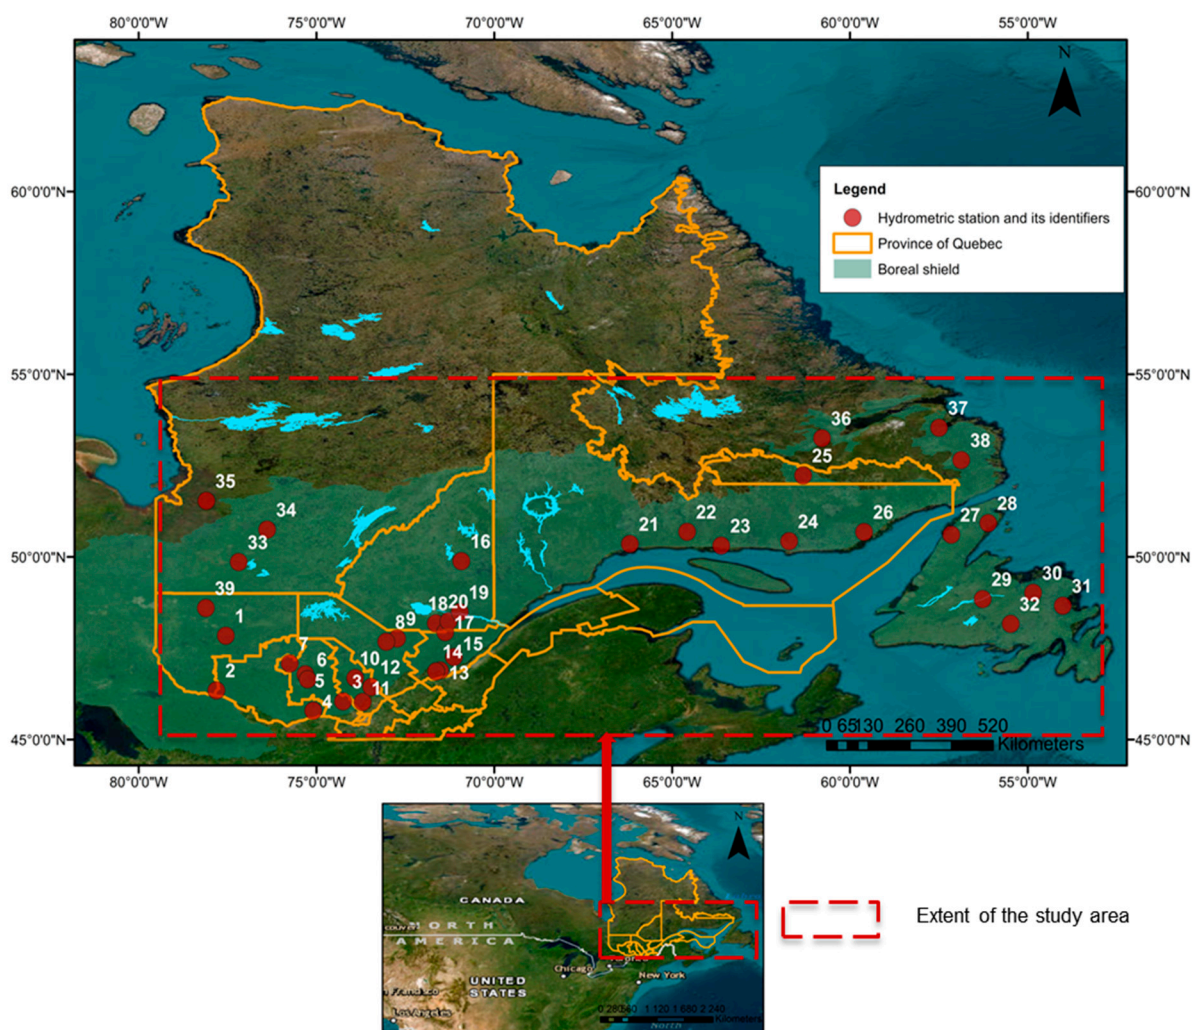 80°0'0"W 75°0'0"W 70°0'0"W 65°0'0"W 60°0'0"W 55°0'0"W
N
60°0'0"N 60°0'0"N
Legend
Hydrometric station and its identifiers
Province of Quebec
Boreal shield
55°0'0"N 55°0'0"N
36 37
25 38
35
34 21 22 23 24 26 27 28
33 16
50°0'0"N 50°0'0"N
39 1 29 30 31
19
18 20 32
8 9 17
7 15
6 10 12 14
2 5 3 13
4 11
0 65 130 260 390 520
Kilometers
45°0'0"N 45°0'0"N
80°0'0"W 75°0'0"W 70°0'0"W 65°0'0"W 60°0'0"W 55°0'0"W
N
CANADA
NORTH
AMERICA
Chicago
New York
UNITED
STATES
Los Angeles
Kilometers
North
Extent of the study area